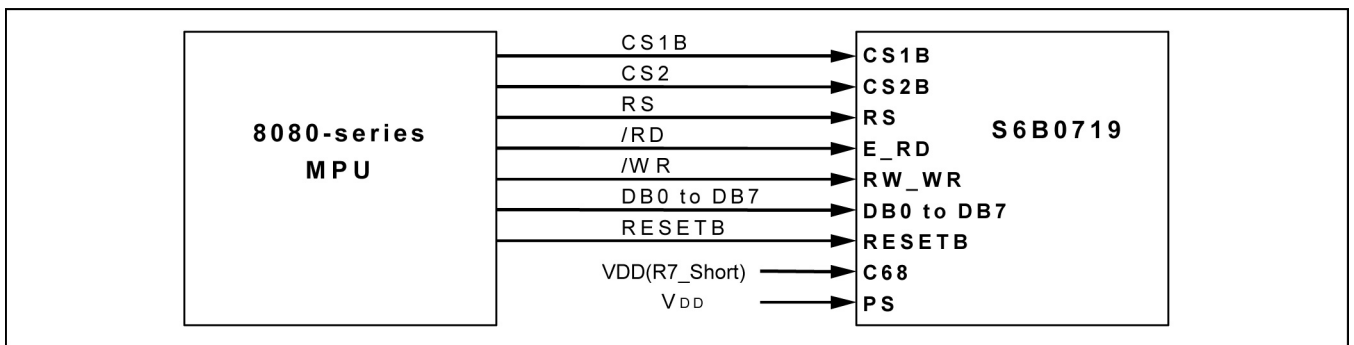 CS1B
CS1B
CS2
CS2B
RS
RS
8080-series
MPU
S6B0719
/RD
E_RD
/WR
RW_WR
DB0 to DB7
DB0 to DB7
RESETB
RESETB
VDD(R7_Short)
C68
VDD
PS